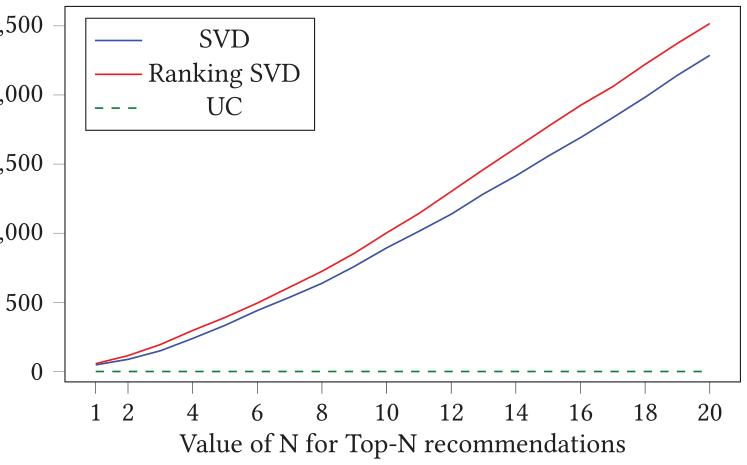 ,500
SVD
Ranking SVD
UC
,000
,500
,000
500
0
1 2 4 6 8 10 12 14 16 18 20
Value of N for Top-N recommendations